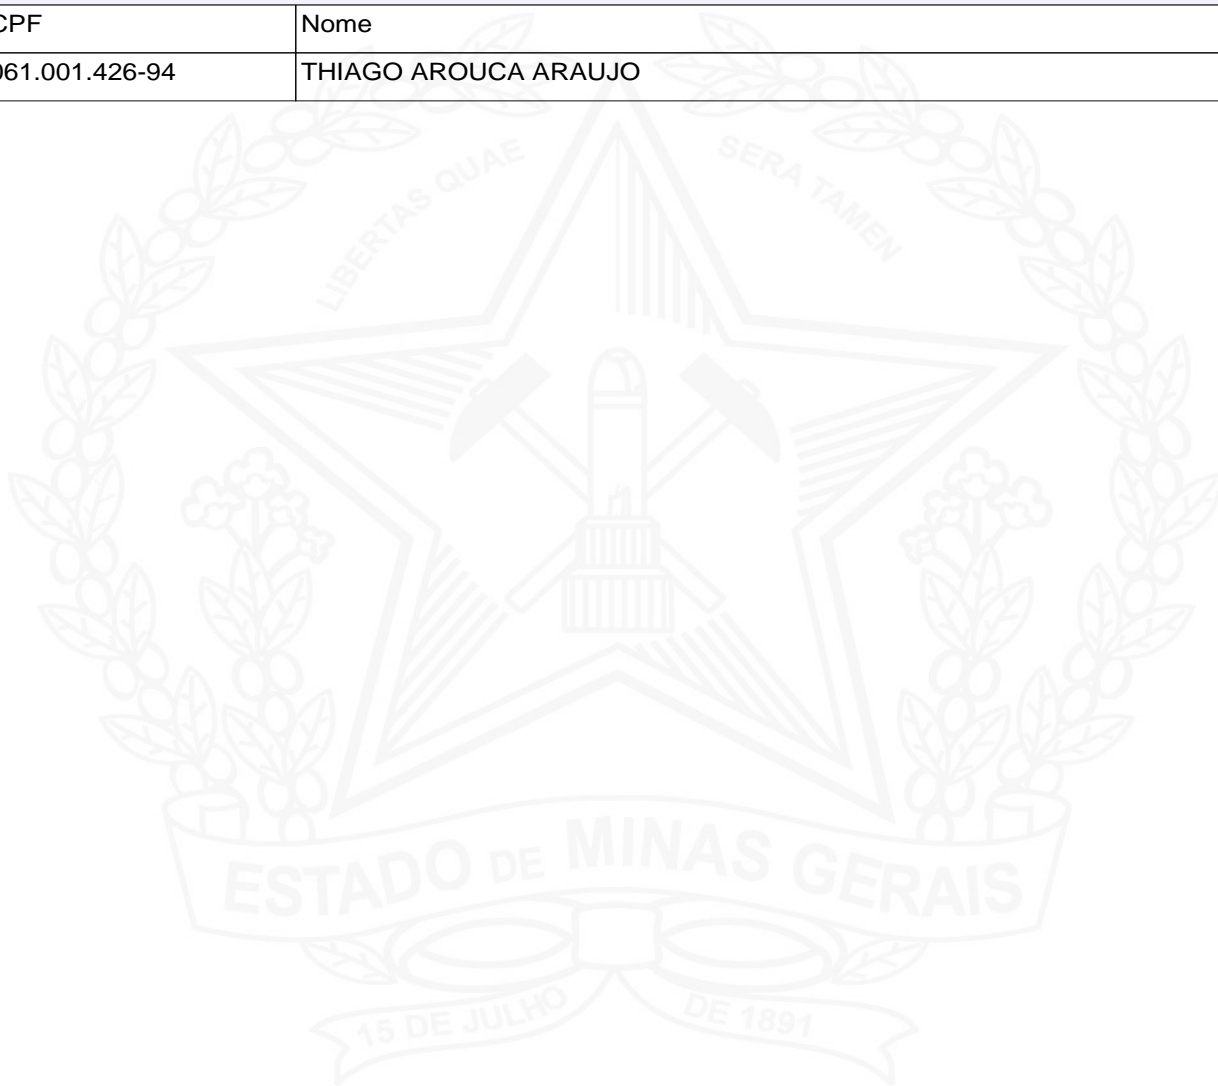 CPF Nome
061.001.426-94 THIAGO AROUCA ARAUJO
LIBERTAS QUAE SERA TAMEN
ESTADO DE MINAS GERAIS
15 DE JULHO DE 1891